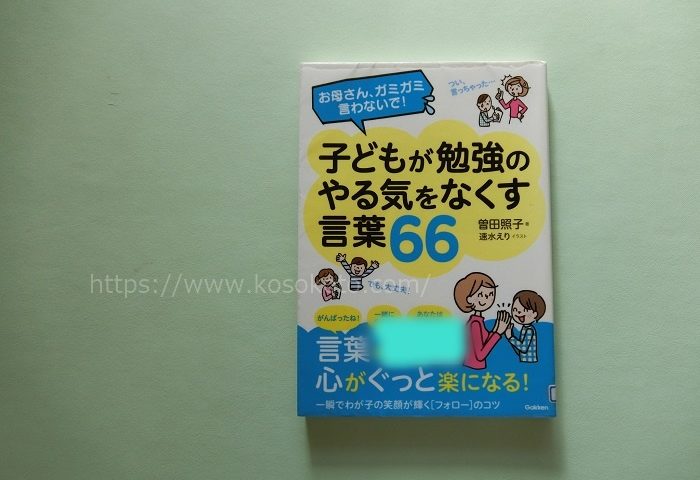 お母さん、ガミガミ
言わないで！
つい、
言っちゃった…
子どもが勉強の
やる気をなくす
言葉66
曽田照子 著
速水えり イラスト
https://www.kosok
でも、大丈夫！
がんばったね！
一緒に
あなたは
言葉
心がぐっと楽になる！
一瞬でわが子の笑顔が輝く［フォロー］のコツ
Gakken